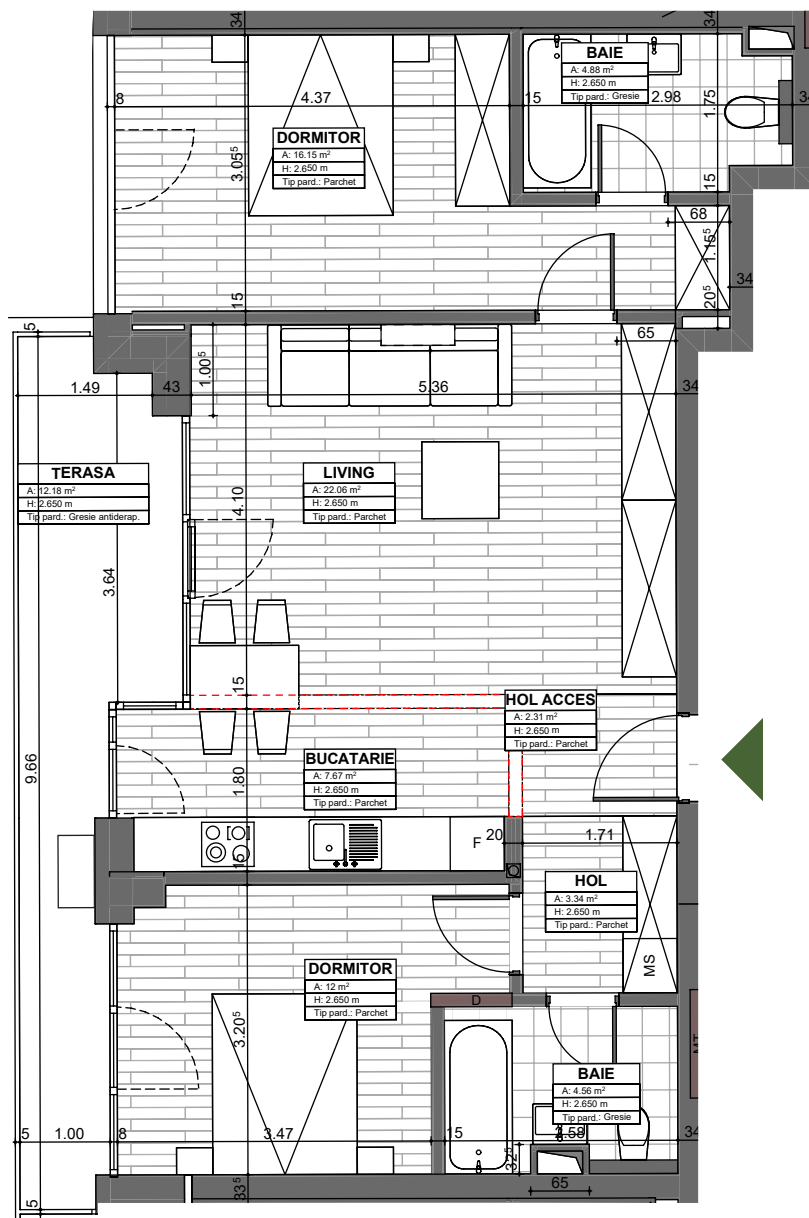 34
34
BAIE
A: 4.88 m²
H: 2.650 m
Tip pard.: Gresie
8
4.37
15
2.98
34
1.75
DORMITOR
A: 16.15 m²
H: 2.650 m
Tip pard.: Parchet
3.05⁵
15
68
1.15⁵
34
20⁵
15
5
65
1.00⁵
1.49
43
5.36
34
TERASA
A: 12.18 m²
H: 2.650 m
Tip pard.: Gresie antiderap.
LIVING
A: 22.06 m²
H: 2.650 m
Tip pard.: Parchet
4.10
3.64
15
HOL ACCES
A: 2.31 m²
H: 2.650 m
Tip pard.: Parchet
9.66
BUCATARIE
A: 7.67 m²
H: 2.650 m
Tip pard.: Parchet
1.80
F
20
1.71
15
HOL
A: 3.34 m²
H: 2.650 m
Tip pard.: Parchet
MS
DORMITOR
A: 12 m²
H: 2.650 m
Tip pard.: Parchet
D
3.20⁵
MT
BAIE
A: 4.56 m²
H: 2.650 m
Tip pard.: Gresie
5
1.00
8
3.47
15
2.58
34
32⁵
65
33⁵
5